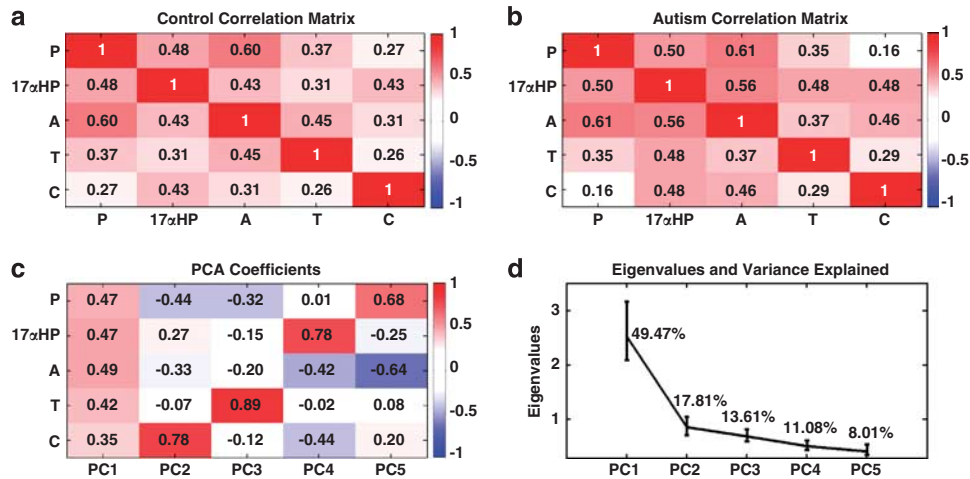 a
Control Correlation Matrix
P 1 0.48 0.60 0.37 0.27
17αHP 0.48 1 0.43 0.31 0.43
A 0.60 0.43 1 0.45 0.31
T 0.37 0.31 0.45 1 0.26
C 0.27 0.43 0.31 0.26 1
P 17αHP A T C
1
0.5
0
-0.5
-1
b
Autism Correlation Matrix
P 1 0.50 0.61 0.35 0.16
17αHP 0.50 1 0.56 0.48 0.48
A 0.61 0.56 1 0.37 0.46
T 0.35 0.48 0.37 1 0.29
C 0.16 0.48 0.46 0.29 1
P 17αHP A T C
1
0.5
0
-0.5
-1
c
PCA Coefficients
P 0.47 -0.44 -0.32 0.01 0.68
17αHP 0.47 0.27 -0.15 0.78 -0.25
A 0.49 -0.33 -0.20 -0.42 -0.64
T 0.42 -0.07 0.89 -0.02 0.08
C 0.35 0.78 -0.12 -0.44 0.20
PC1 PC2 PC3 PC4 PC5
1
0.5
0
-0.5
-1
d
Eigenvalues and Variance Explained
Eigenvalues
3
2
1
49.47%
17.81%
13.61%
11.08%
8.01%
PC1 PC2 PC3 PC4 PC5